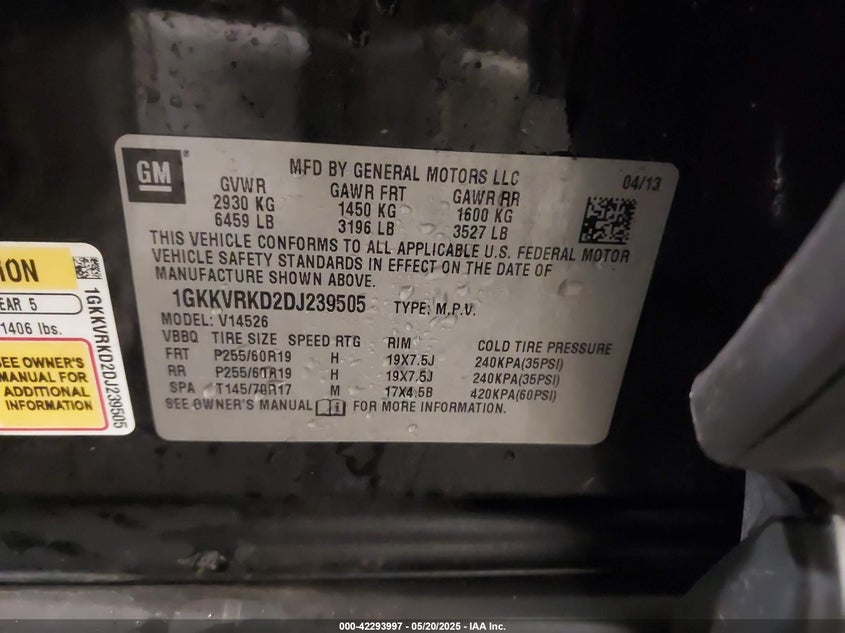 GM
MFD BY GENERAL MOTORS LLC
04/13
GVWR GAWR FRT GAWR RR
2930 KG 1450 KG 1600 KG
6459 LB 3196 LB 3527 LB
THIS VEHICLE CONFORMS TO ALL APPLICABLE U.S. FEDERAL MOTOR
VEHICLE SAFETY STANDARDS IN EFFECT ON THE DATE OF
MANUFACTURE SHOWN ABOVE.
1GKKVRKD2DJ239505 TYPE: M.P.V.
MODEL: V14526
VBBQ TIRE SIZE SPEED RTG RIM COLD TIRE PRESSURE
FRT P255/60R19 H 19X7.5J 240KPA(35PSI)
RR P255/60R19 H 19X7.5J 240KPA(35PSI)
SPA T145/70R17 M 17X4.5B 420KPA(60PSI)
SEE OWNER'S MANUAL FOR MORE INFORMATION.
ION
EAR 5
1406 lbs.
SEE OWNER'S
MANUAL FOR
ADDITIONAL
INFORMATION
1GKKVRKD2DJ239505
000-42293997 - 05/20/2025 - IAA Inc.